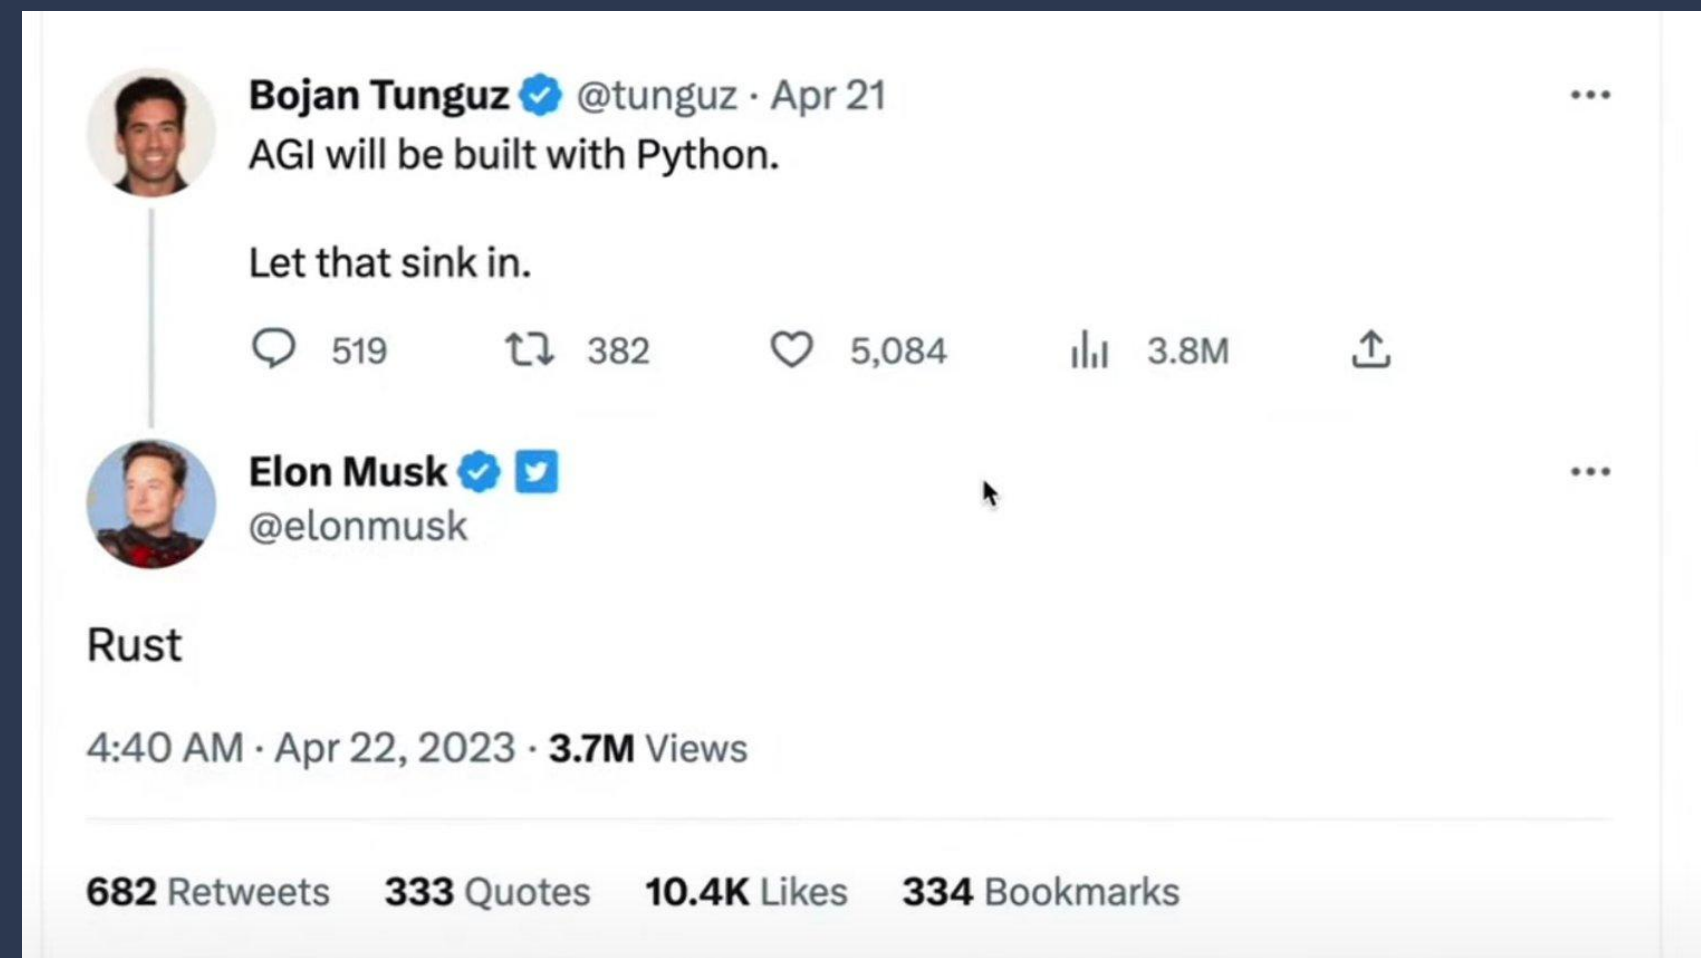 Bojan Tunguz @tunguz · Apr 21
AGI will be built with Python.
Let that sink in.
519 382 5,084 3.8M
Elon Musk
@elonmusk
Rust
4:40 AM · Apr 22, 2023 · 3.7M Views
682 Retweets 333 Quotes 10.4K Likes 334 Bookmarks